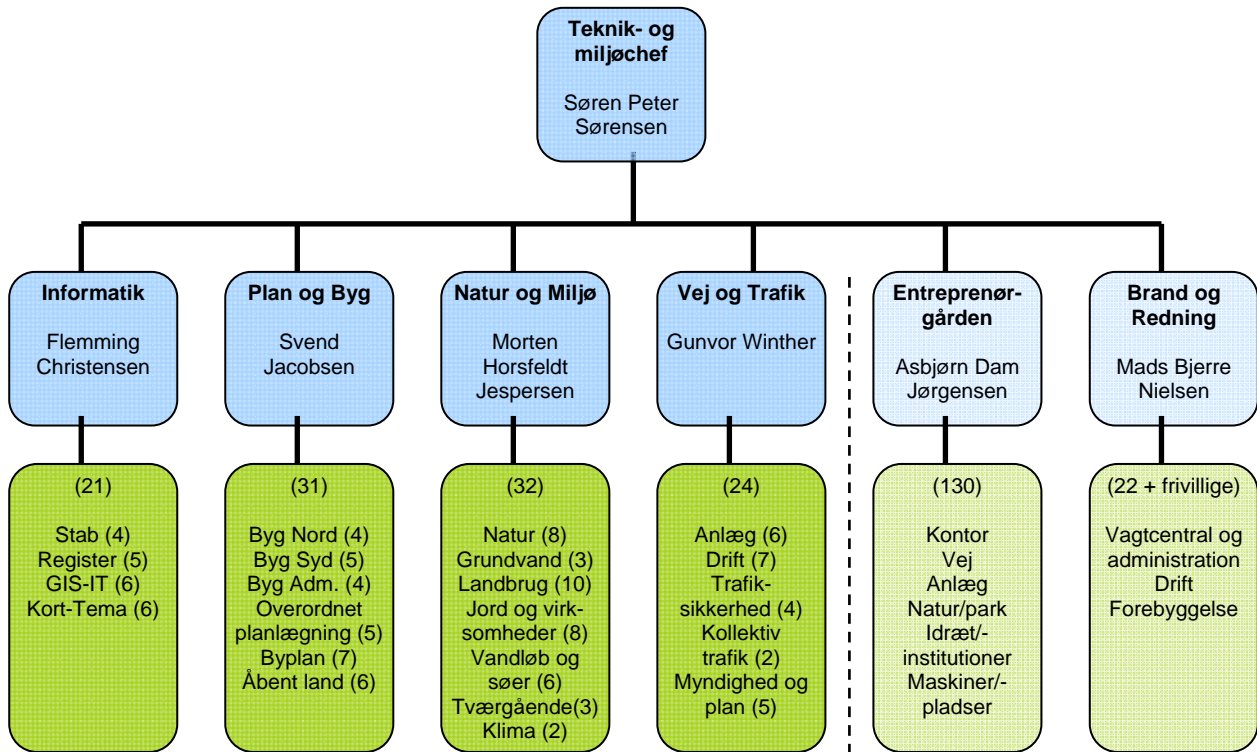 Teknik- og
miljøchef
Søren Peter
Sørensen
Informatik
Flemming
Christensen
Plan og Byg
Svend
Jacobsen
Natur og Miljø
Morten
Horsfeldt
Jespersen
Vej og Trafik
Gunvor Winther
Entreprenør-
gården
Asbjørn Dam
Jørgensen
Brand og
Redning
Mads Bjerre
Nielsen
(21)
Stab (4)
Register (5)
GIS-IT (6)
Kort-Tema (6)
(31)
Byg Nord (4)
Byg Syd (5)
Byg Adm. (4)
Overordnet
planlægning (5)
Byplan (7)
Åbent land (6)
(32)
Natur (8)
Grundvand (3)
Landbrug (10)
Jord og virk-
somheder (8)
Vandløb og
søer (6)
Tværgående(3)
Klima (2)
(24)
Anlæg (6)
Drift (7)
Trafik-
sikkerhed (4)
Kollektiv
trafik (2)
Myndighed og
plan (5)
(130)
Kontor
Vej
Anlæg
Natur/park
Idræt/-
institutioner
Maskiner/-
pladser
(22 + frivillige)
Vagtcentral og
administration
Drift
Forebyggelse